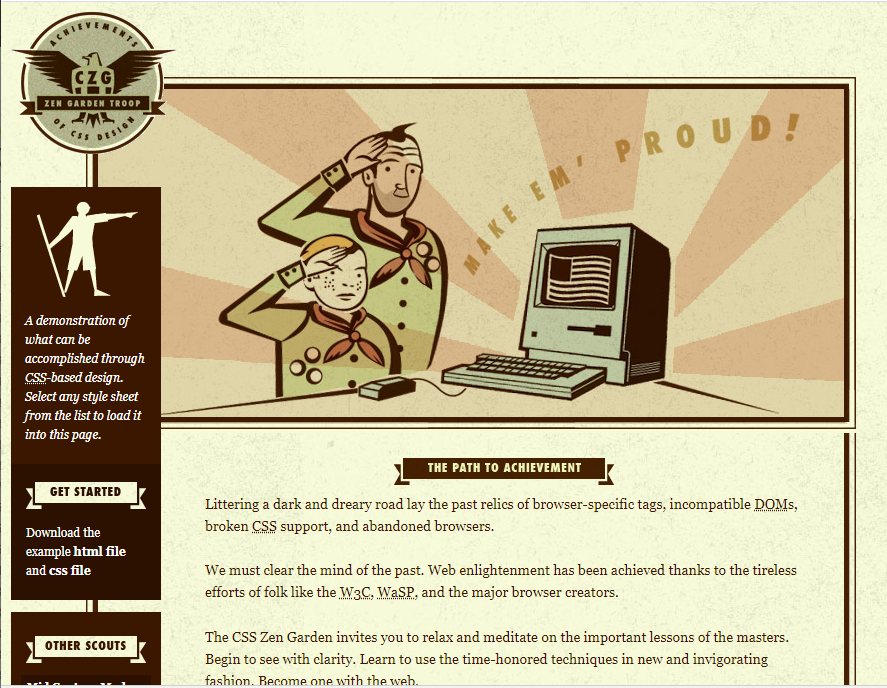 ACHIEVEMENTS
CZG
ZEN GARDEN TROOP
OF CSS DESIGN
MAKE EM' PROUD!
A demonstration of
what can be
accomplished through
CSS-based design.
Select any style sheet
from the list to load it
into this page.
GET STARTED
Download the
example html file
and css file
OTHER SCOUTS
THE PATH TO ACHIEVEMENT
Littering a dark and dreary road lay the past relics of browser-specific tags, incompatible DOMs,
broken CSS support, and abandoned browsers.
We must clear the mind of the past. Web enlightenment has been achieved thanks to the tireless
efforts of folk like the W3C, WaSP, and the major browser creators.
The CSS Zen Garden invites you to relax and meditate on the important lessons of the masters.
Begin to see with clarity. Learn to use the time-honored techniques in new and invigorating
fashion. Become one with the web.